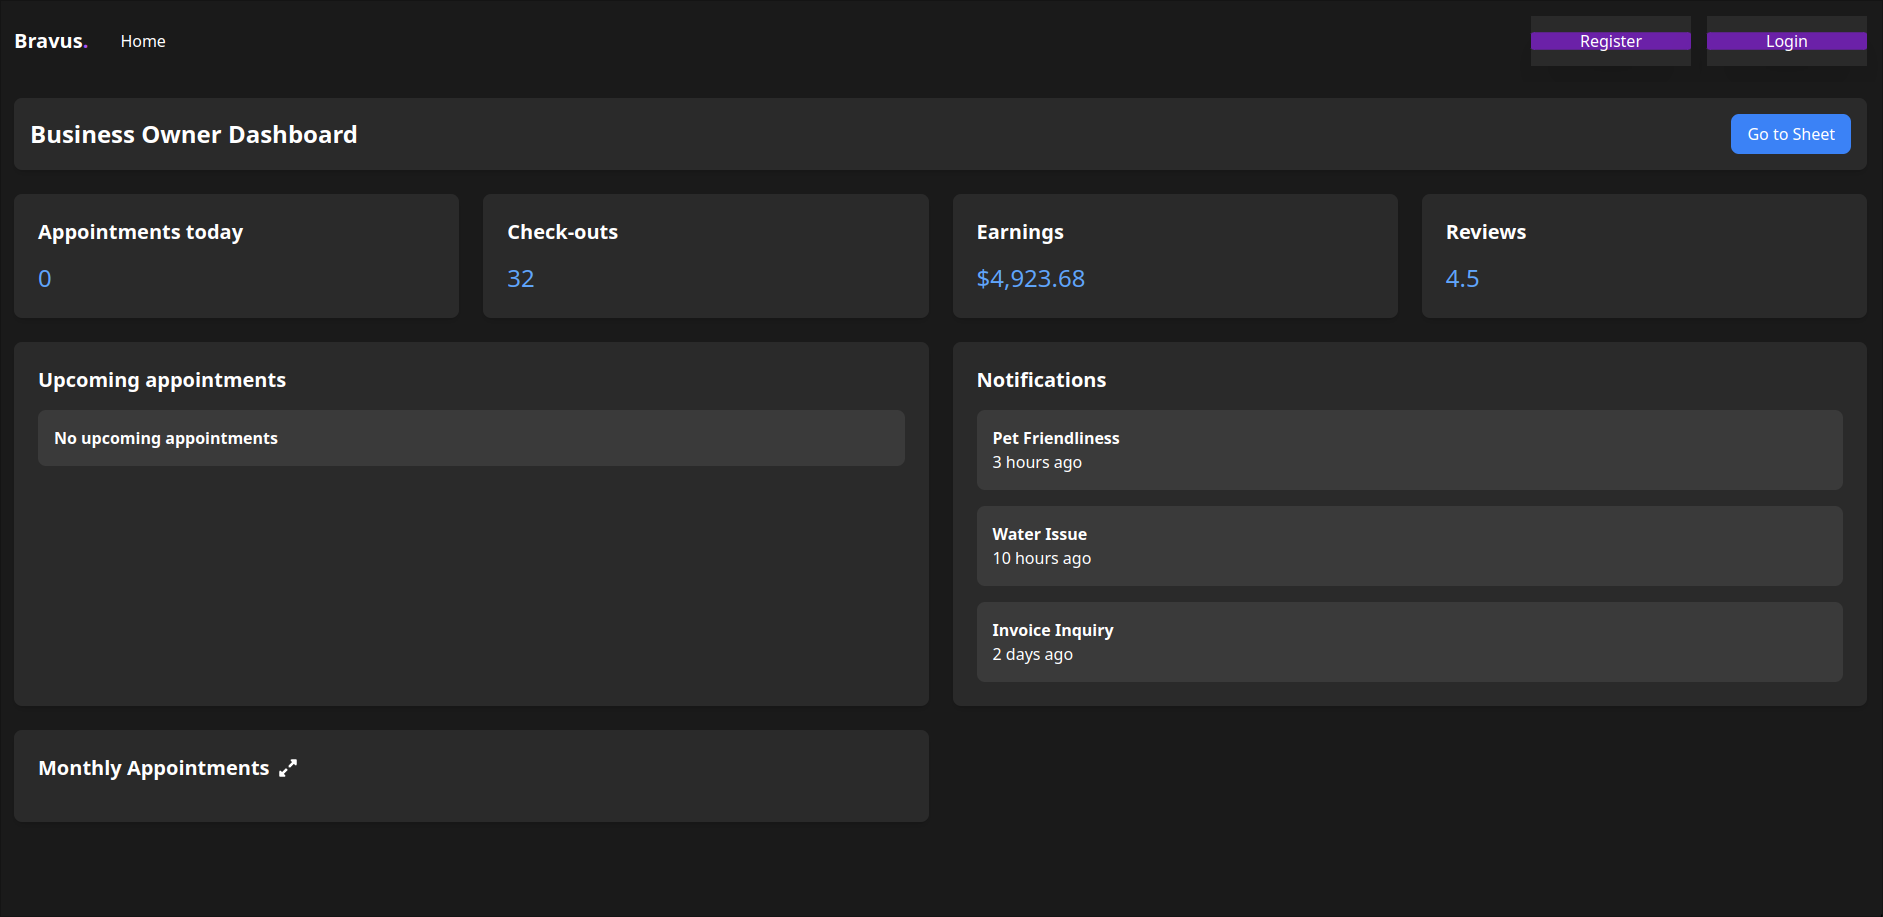 Bravus.
Home
Register
Login
Business Owner Dashboard
Go to Sheet
Appointments today
0
Check-outs
32
Earnings
$4,923.68
Reviews
4.5
Upcoming appointments
No upcoming appointments
Notifications
Pet Friendliness
3 hours ago
Water Issue
10 hours ago
Invoice Inquiry
2 days ago
Monthly Appointments